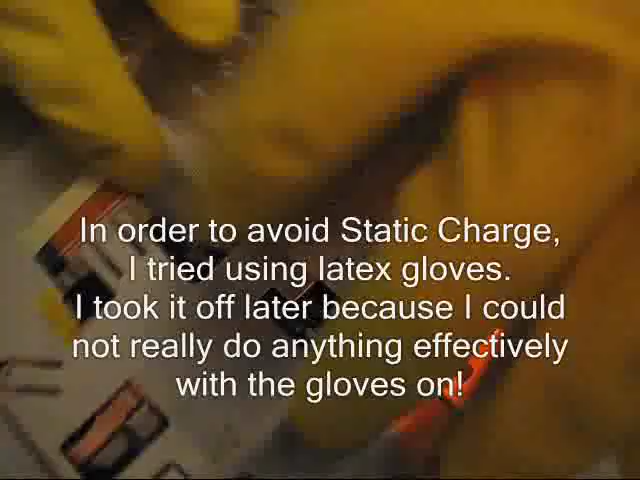 In order to avoid Static Charge,
I tried using latex gloves.
I took it off later because I could
not really do anything effectively
with the gloves on!